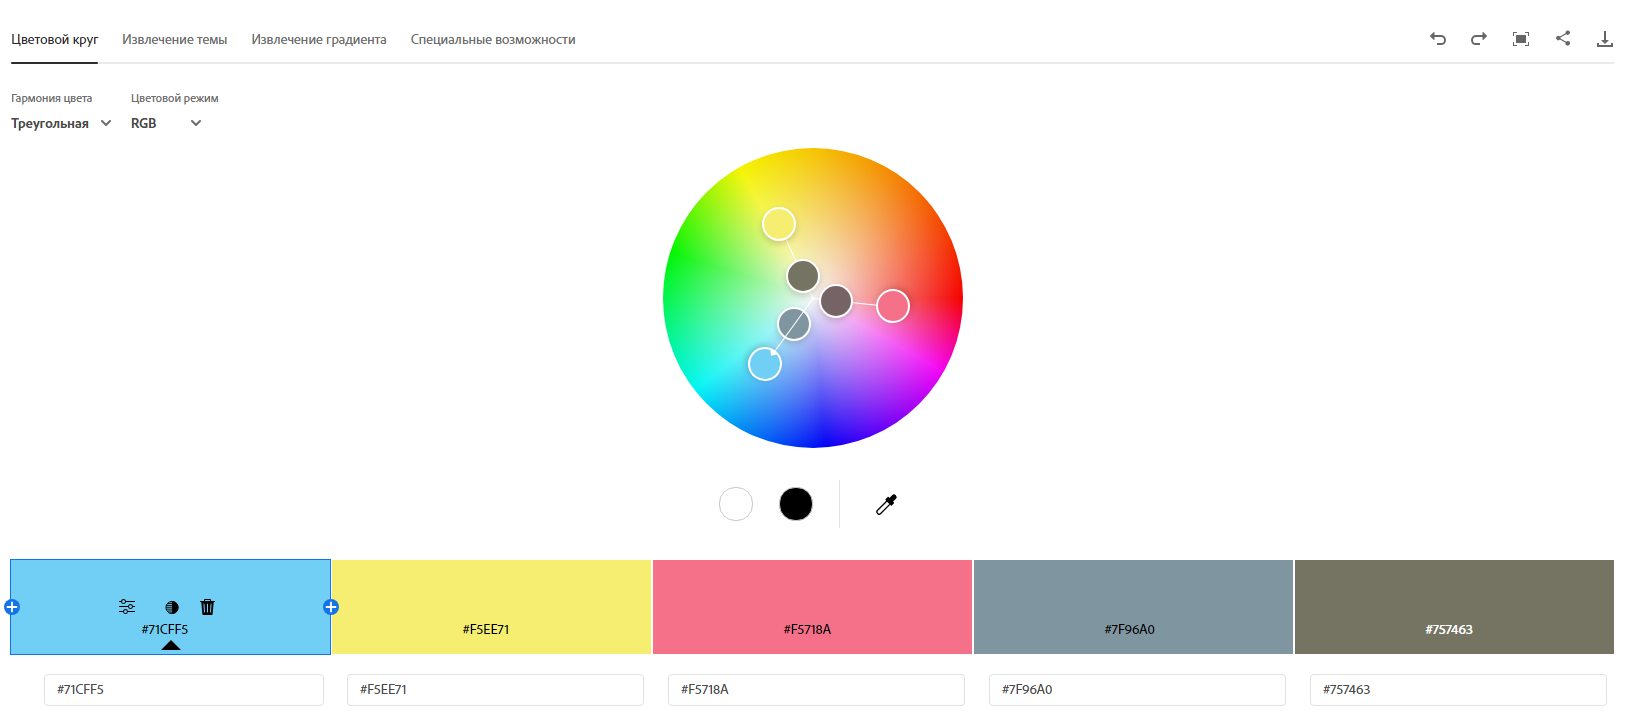 Цветовой круг Извлечение темы Извлечение градиента Специальные возможности
Гармония цвета Цветовой режим
Треугольная RGB
#71CFF5 #F5EE71 #F5718A #7F96A0 #757463
#71CFF5 #F5EE71 #F5718A #7F96A0 #757463